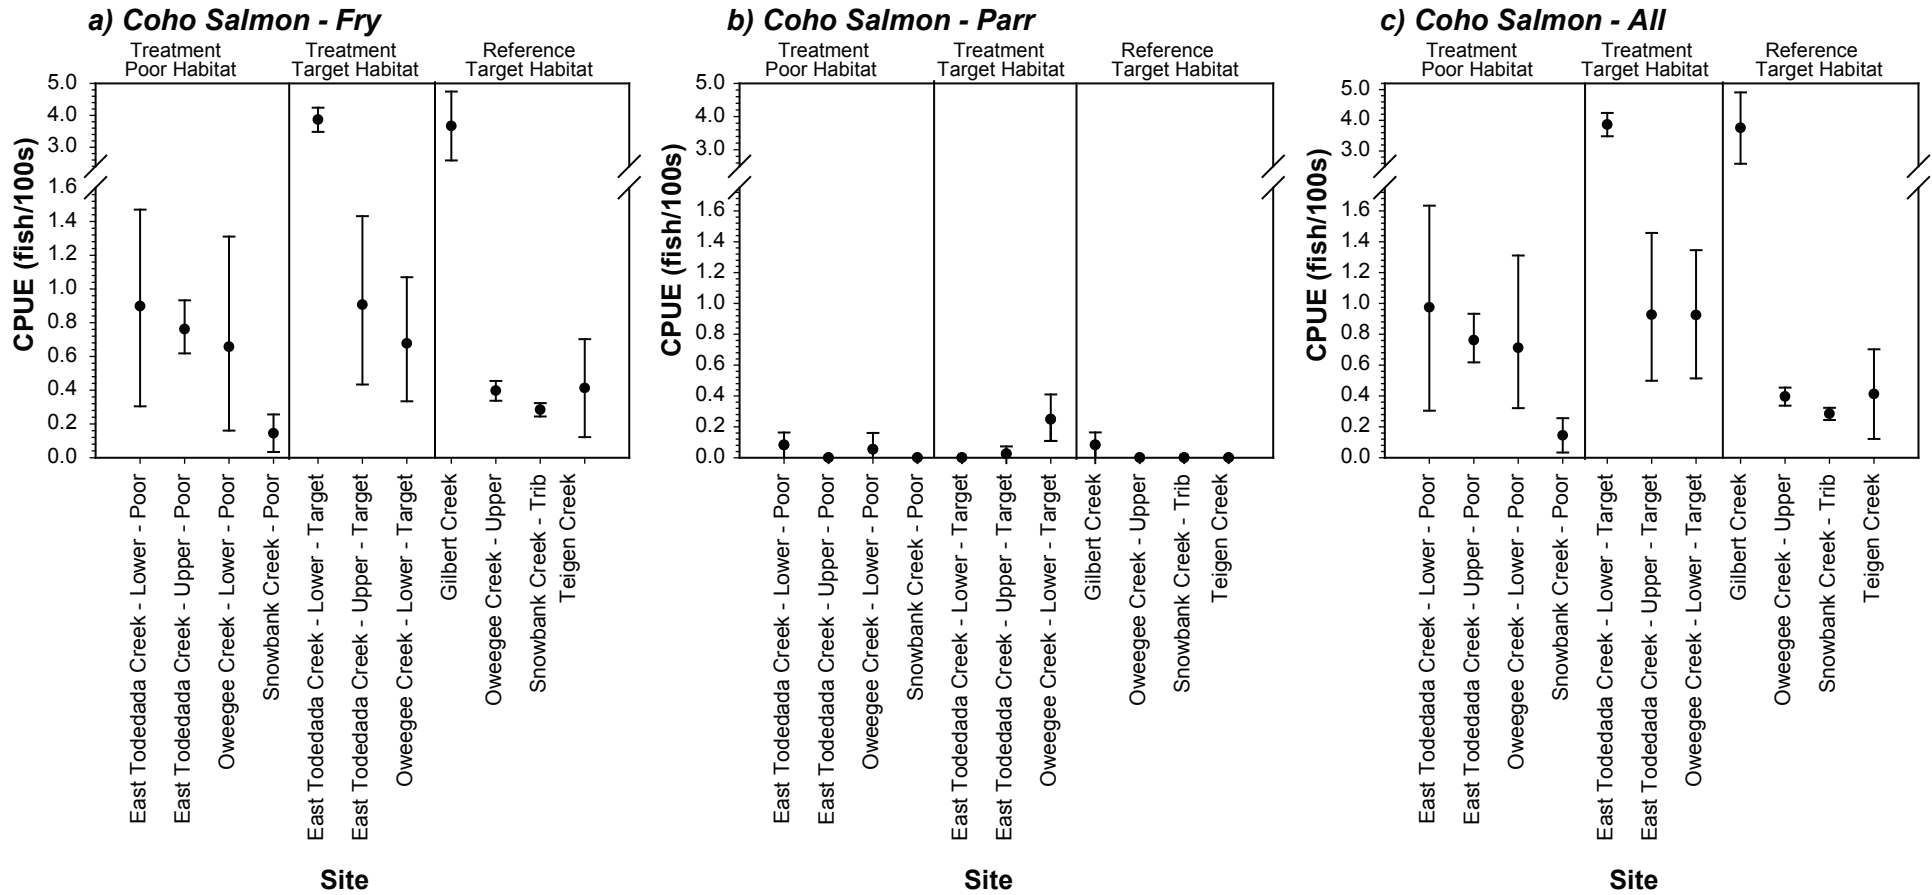 a) Coho Salmon - Fry
Treatment
Poor Habitat
Treatment
Target Habitat
Reference
Target Habitat
CPUE (fish/100s)
5.0
4.0
3.0
1.6
1.4
1.2
1.0
0.8
0.6
0.4
0.2
0.0
East Todedada Creek - Lower - Poor
East Todedada Creek - Upper - Poor
Oweegee Creek - Lower - Poor
Snowbank Creek - Poor
East Todedada Creek - Lower - Target
East Todedada Creek - Upper - Target
Oweegee Creek - Lower - Target
Gilbert Creek
Oweegee Creek - Upper
Snowbank Creek - Trib
Teigen Creek
Site
b) Coho Salmon - Parr
Treatment
Poor Habitat
Treatment
Target Habitat
Reference
Target Habitat
CPUE (fish/100s)
5.0
4.0
3.0
1.6
1.4
1.2
1.0
0.8
0.6
0.4
0.2
0.0
East Todedada Creek - Lower - Poor
East Todedada Creek - Upper - Poor
Oweegee Creek - Lower - Poor
Snowbank Creek - Poor
East Todedada Creek - Lower - Target
East Todedada Creek - Upper - Target
Oweegee Creek - Lower - Target
Gilbert Creek
Oweegee Creek - Upper
Snowbank Creek - Trib
Teigen Creek
Site
c) Coho Salmon - All
Treatment
Poor Habitat
Treatment
Target Habitat
Reference
Target Habitat
CPUE (fish/100s)
5.0
4.0
3.0
1.6
1.4
1.2
1.0
0.8
0.6
0.4
0.2
0.0
East Todedada Creek - Lower - Poor
East Todedada Creek - Upper - Poor
Oweegee Creek - Lower - Poor
Snowbank Creek - Poor
East Todedada Creek - Lower - Target
East Todedada Creek - Upper - Target
Oweegee Creek - Lower - Target
Gilbert Creek
Oweegee Creek - Upper
Snowbank Creek - Trib
Teigen Creek
Site